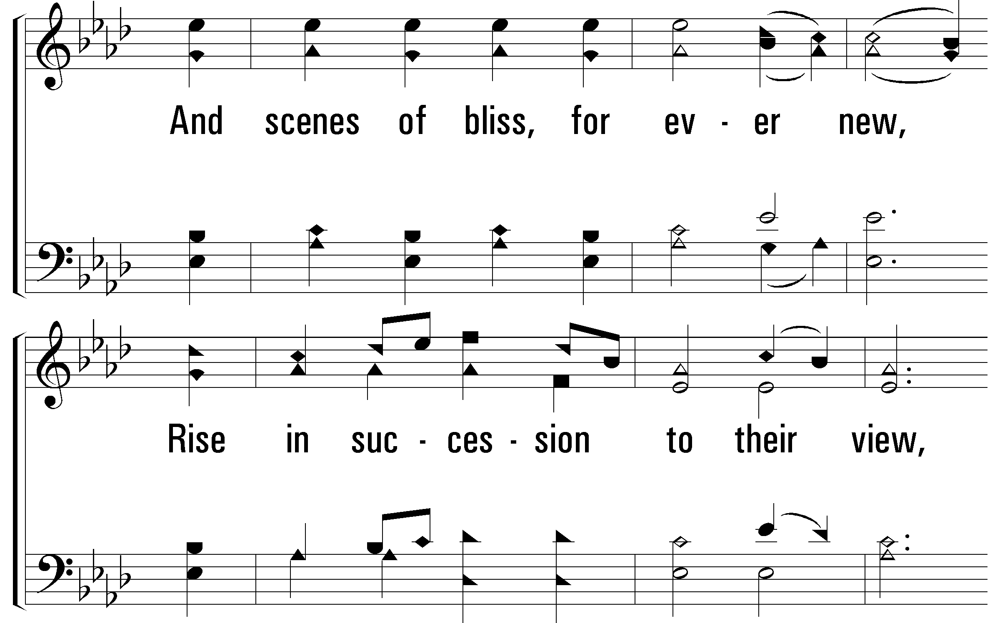 And scenes of bliss, for ev - er new,
Rise in suc - ces - sion to their view,